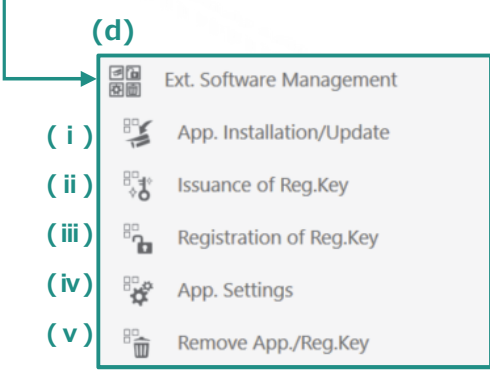 (d)
Ext. Software Management
( i ) App. Installation/Update
( ii ) Issuance of Reg.Key
( iii ) Registration of Reg.Key
( iv ) App. Settings
( v ) Remove App./Reg.Key